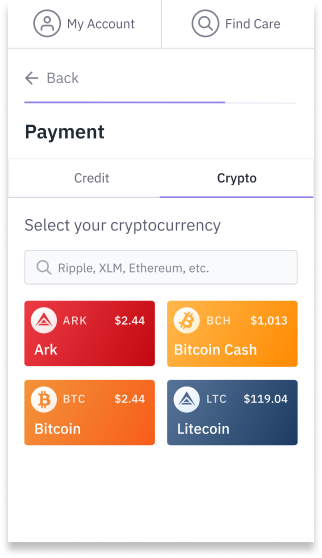 My Account
Find Care
Back
Payment
Credit
Crypto
Select your cryptocurrency
Ripple, XLM, Ethereum, etc.
ARK $2.44
Ark
BCH $1,013
Bitcoin Cash
BTC $2.44
Bitcoin
LTC $119.04
Litecoin